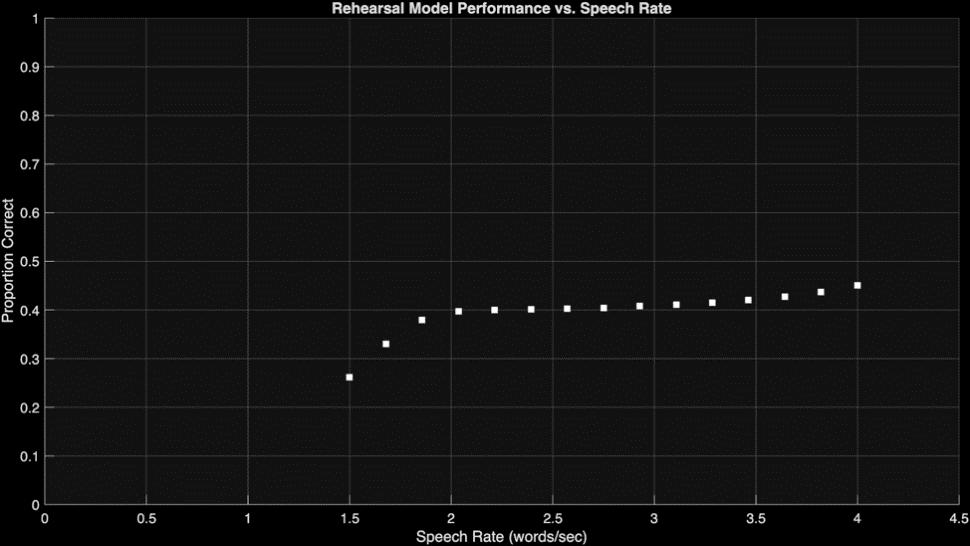 Rehearsal Model Performance vs. Speech Rate
1
0.9
0.8
0.7
0.6
0.5
0.4
0.3
0.2
0.1
0
Proportion Correct
0 0.5 1 1.5 2 2.5 3 3.5 4 4.5
Speech Rate (words/sec)